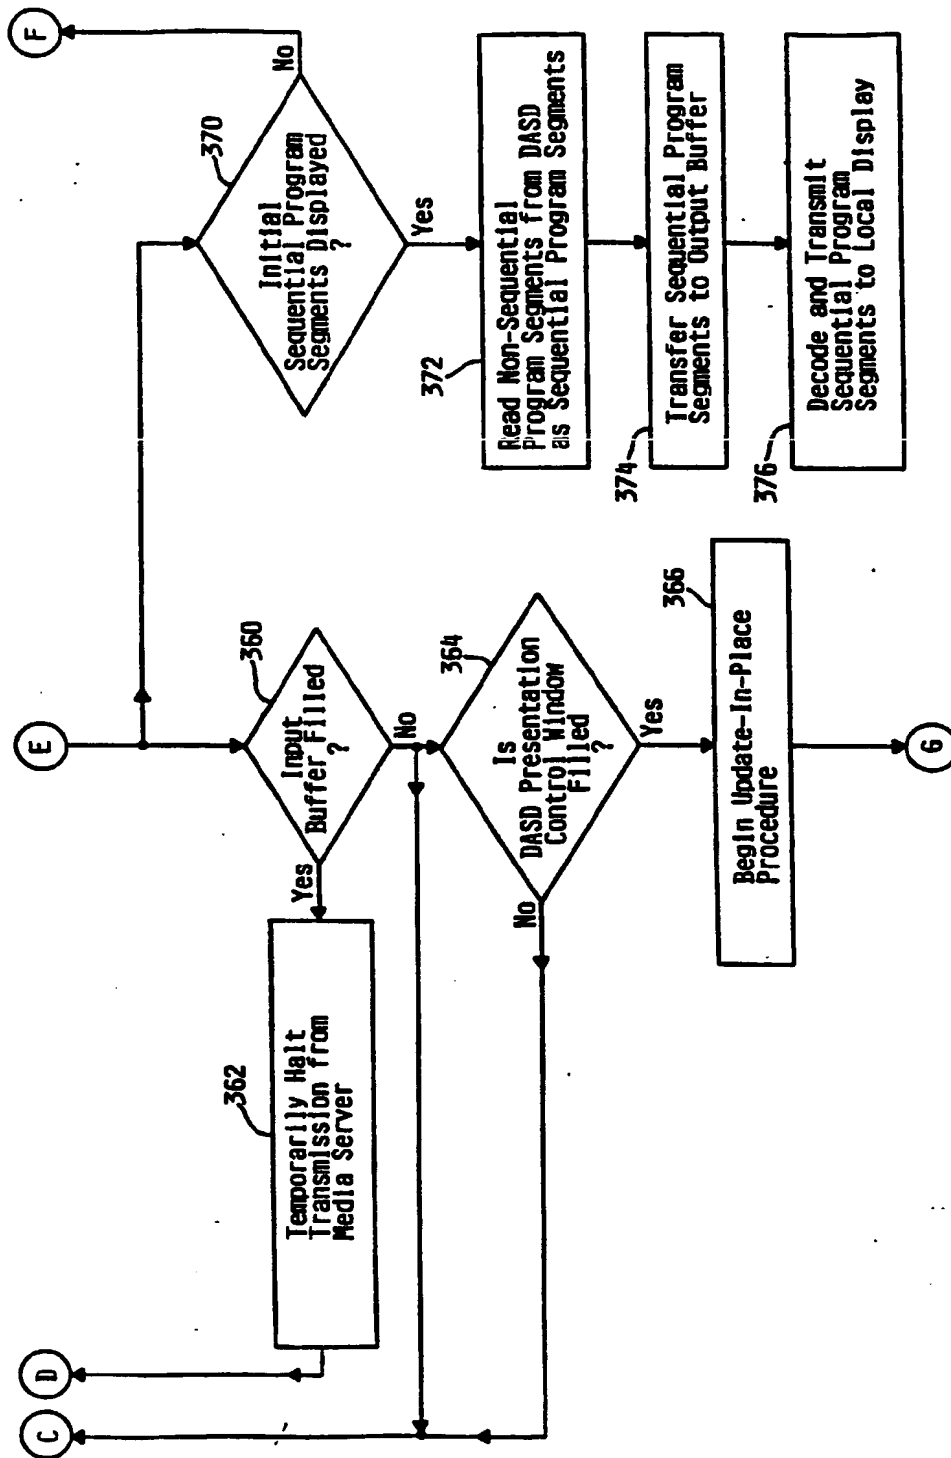 E
360
Input
Buffer Filled
?
Yes
No
362
Temporarily Halt
Transmission from
Media Server
D
C
364
Is
DASD Presentation
Control Window
Filled
?
No
Yes
366
Begin Update-In-Place
Procedure
G
370
Initial
Sequential Program
Segments Displayed
?
No
F
Yes
372
Read Non-Sequential
Program Segments from DASD
as Sequential Program Segments
374
Transfer Sequential Program
Segments to Output Buffer
376
Decode and Transmit
Sequential Program
Segments to Local Display